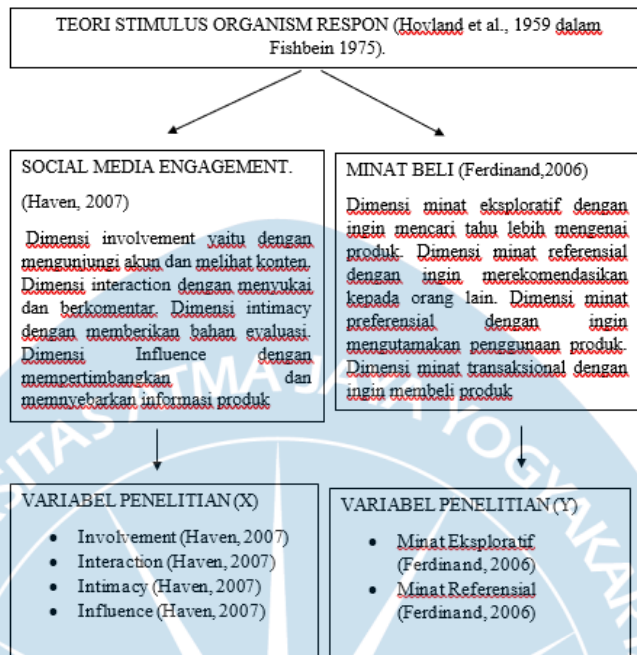 TEORI STIMULUS ORGANISM RESPON (Hovland et al., 1959 dalam
Fishbein 1975).
SOCIAL MEDIA ENGAGEMENT.
(Haven, 2007)
Dimensi involvement yaitu dengan
mengunjungi akun dan melihat konten.
Dimensi interaction dengan menyukai
dan berkomentar. Dimensi intimacy
dengan memberikan bahan evaluasi.
Dimensi Influence dengan
mempertimbangkan dan
memnyebarkan informasi produk
MINAT BELI (Ferdinand,2006)
Dimensi minat eksploratif dengan
ingin mencari tahu lebih mengenai
produk. Dimensi minat referensial
dengan ingin merekomendasikan
kepada orang lain. Dimensi minat
preferensial dengan ingin
mengutamakan penggunaan produk.
Dimensi minat transaksional dengan
ingin membeli produk
VARIABEL PENELITIAN (X)
• Involvement (Haven, 2007)
• Interaction (Haven, 2007)
• Intimacy (Haven, 2007)
• Influence (Haven, 2007)
VARIABEL PENELITIAN (Y)
• Minat Eksploratif
(Ferdinand, 2006)
• Minat Referensial
(Ferdinand, 2006)